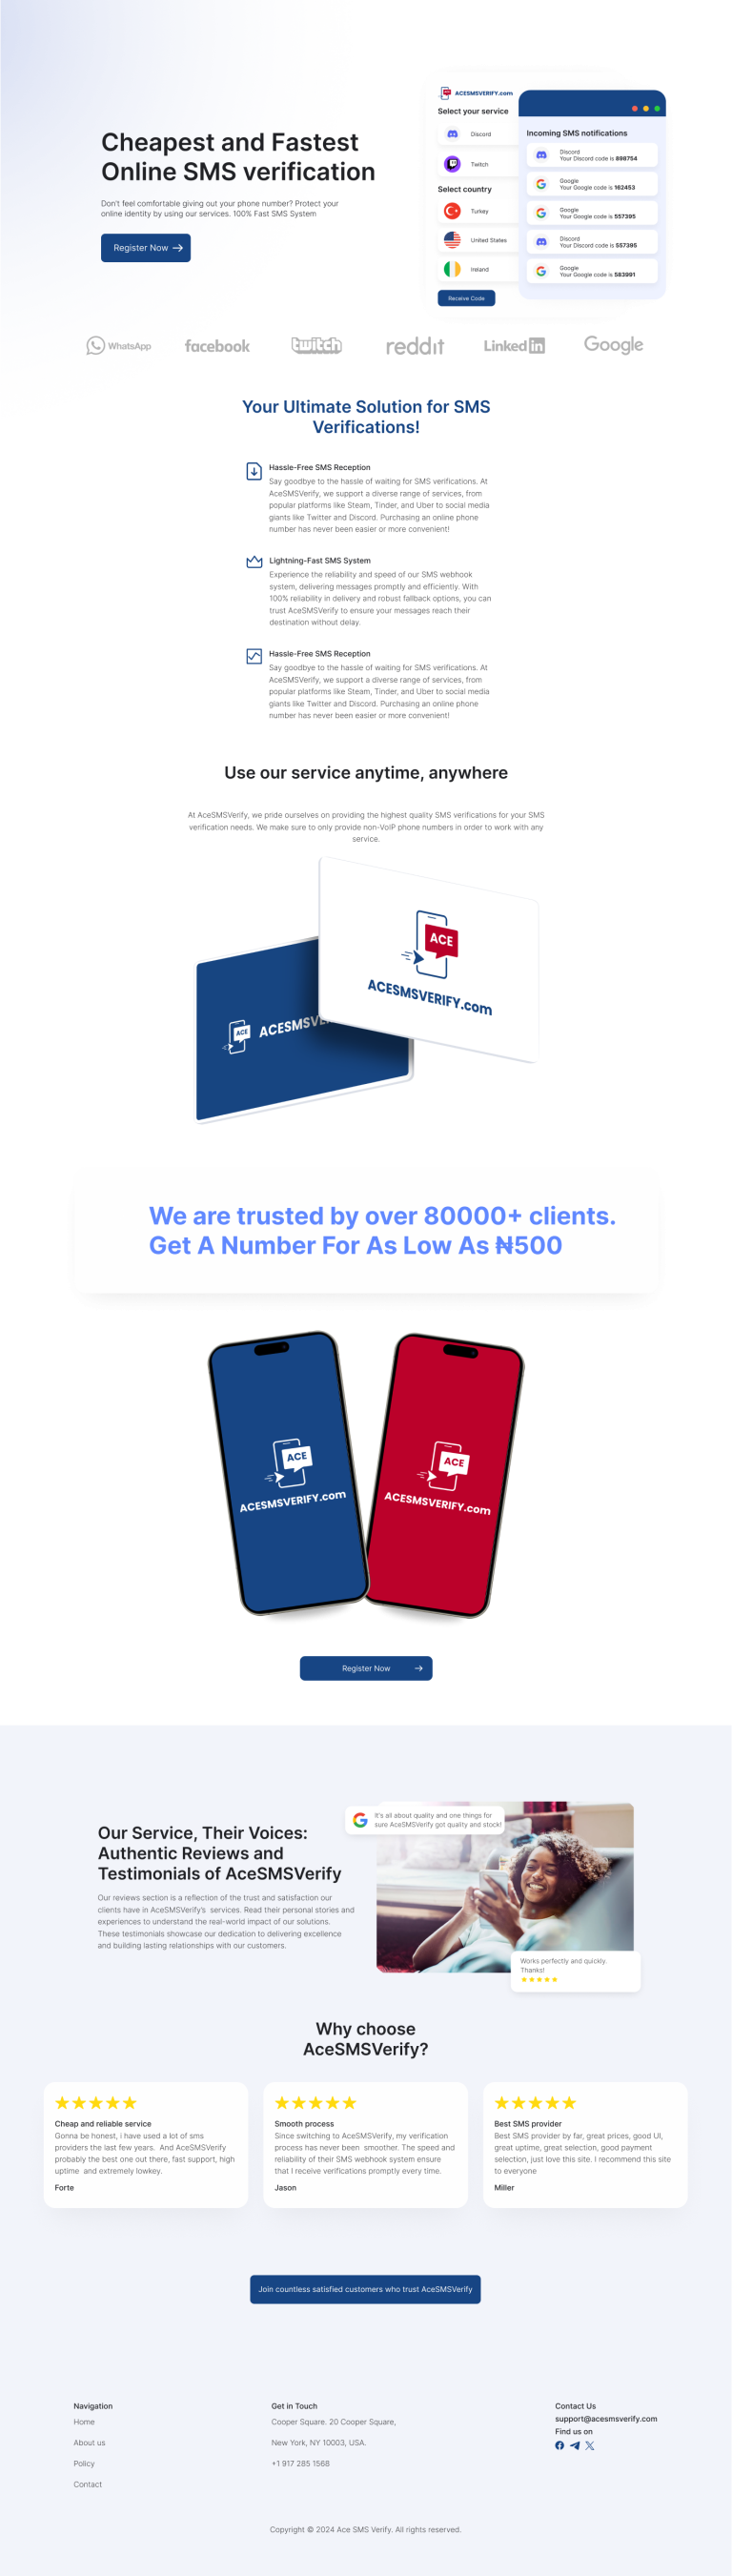 Cheapest and Fastest
Online SMS verification
Don't feel comfortable giving out your phone number? Protect your
online identity by using our services. 100% Fast SMS System
Register Now
ACESMSVERIFY.com
Select your service
Discord
Twitch
Select country
Turkey
United States
Ireland
Receive Code
Incoming SMS notifications
Discord
Your Discord code is 898754
Google
Your Google code is 162453
Google
Your Google code is 557395
Discord
Your Discord code is 557395
Google
Your Google code is 583991
WhatsApp
facebook
twitch
reddit
Linked in
Google
Your Ultimate Solution for SMS
Verifications!
Hassle-Free SMS Reception
Say goodbye to the hassle of waiting for SMS verifications. At
AceSMSVerify, we support a diverse range of services, from
popular platforms like Steam, Tinder, and Uber to social media
giants like Twitter and Discord. Purchasing an online phone
number has never been easier or more convenient!
Lightning-Fast SMS System
Experience the reliability and speed of our SMS webhook
system, delivering messages promptly and efficiently. With
100% reliability in delivery and robust fallback options, you can
trust AceSMSVerify to ensure your messages reach their
destination without delay.
Hassle-Free SMS Reception
Say goodbye to the hassle of waiting for SMS verifications. At
AceSMSVerify, we support a diverse range of services, from
popular platforms like Steam, Tinder, and Uber to social media
giants like Twitter and Discord. Purchasing an online phone
number has never been easier or more convenient!
Use our service anytime, anywhere
At AceSMSVerify, we pride ourselves on providing the highest quality SMS verifications for your SMS
verification needs. We make sure to only provide non-VoIP phone numbers in order to work with any
service.
ACE
ACESMSVERIFY.com
ACE
ACESMSVE
We are trusted by over 80000+ clients.
Get A Number For As Low As ₦500
ACE
ACESMSVERIFY.com
ACE
ACESMSVERIFY.com
Register Now
Our Service, Their Voices:
Authentic Reviews and
Testimonials of AceSMSVerify
Our reviews section is a reflection of the trust and satisfaction our
clients have in AceSMSVerify's services. Read their personal stories and
experiences to understand the real-world impact of our solutions.
These testimonials showcase our dedication to delivering excellence
and building lasting relationships with our customers.
It's all about quality and one things for
sure AceSMSVerify got quality and stock!
Works perfectly and quickly.
Thanks!
Why choose
AceSMSVerify?
Cheap and reliable service
Gonna be honest, i have used a lot of sms
providers the last few years. And AceSMSVerify
probably the best one out there, fast support, high
uptime and extremely lowkey.
Forte
Smooth process
Since switching to AceSMSVerify, my verification
process has never been smoother. The speed and
reliability of their SMS webhook system ensure
that I receive verifications promptly every time.
Jason
Best SMS provider
Best SMS provider by far, great prices, good UI,
great uptime, great selection, good payment
selection, just love this site. I recommend this site
to everyone
Miller
Join countless satisfied customers who trust AceSMSVerify
Navigation
Home
About us
Policy
Contact
Get in Touch
Cooper Square. 20 Cooper Square,
New York, NY 10003, USA.
+1 917 285 1568
Contact Us
support@acesmsverify.com
Find us on
Copyright © 2024 Ace SMS Verify. All rights reserved.